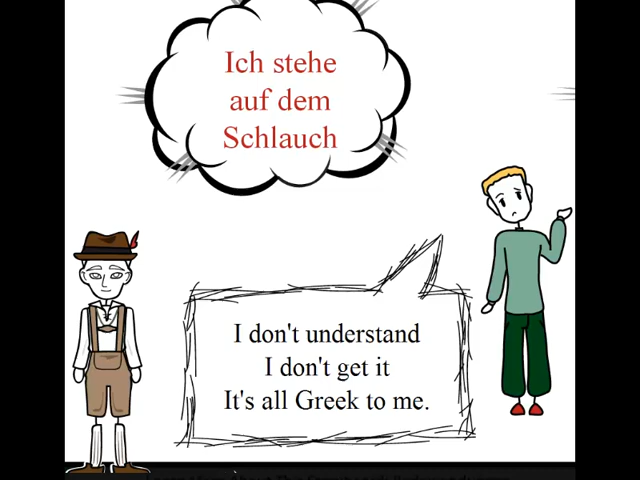 Ich stehe
auf dem
Schlauch
I don't understand
I don't get it
It's all Greek to me.